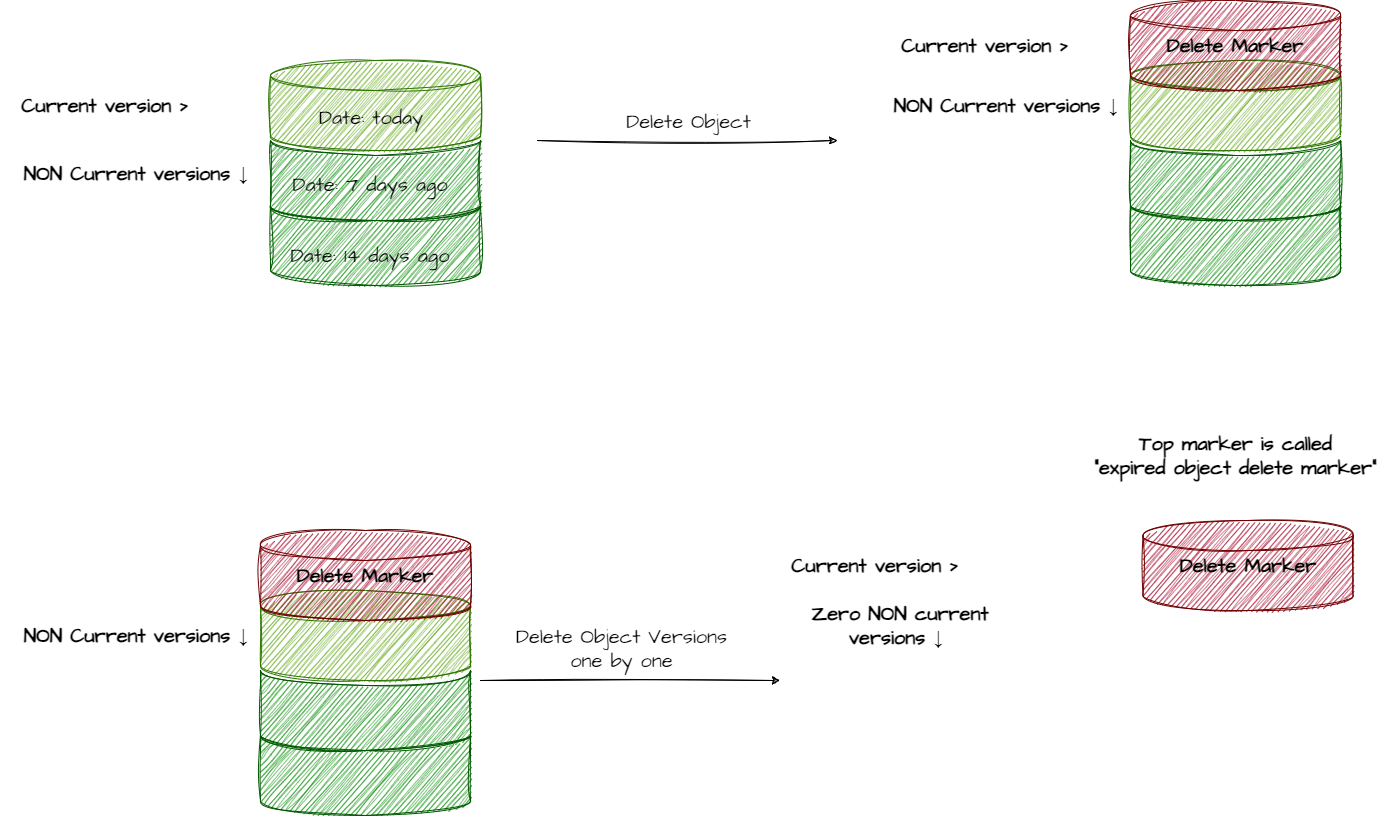 Current version >
Delete Marker
Current version >
Date: today
Delete Object
NON Current versions ↓
NON Current versions ↓
Date: 7 days ago
Date: 14 days ago
Top marker is called
"expired object delete marker"
Delete Marker
Current version >
Delete Marker
NON Current versions ↓
Delete Object Versions
one by one
Zero NON current
versions ↓